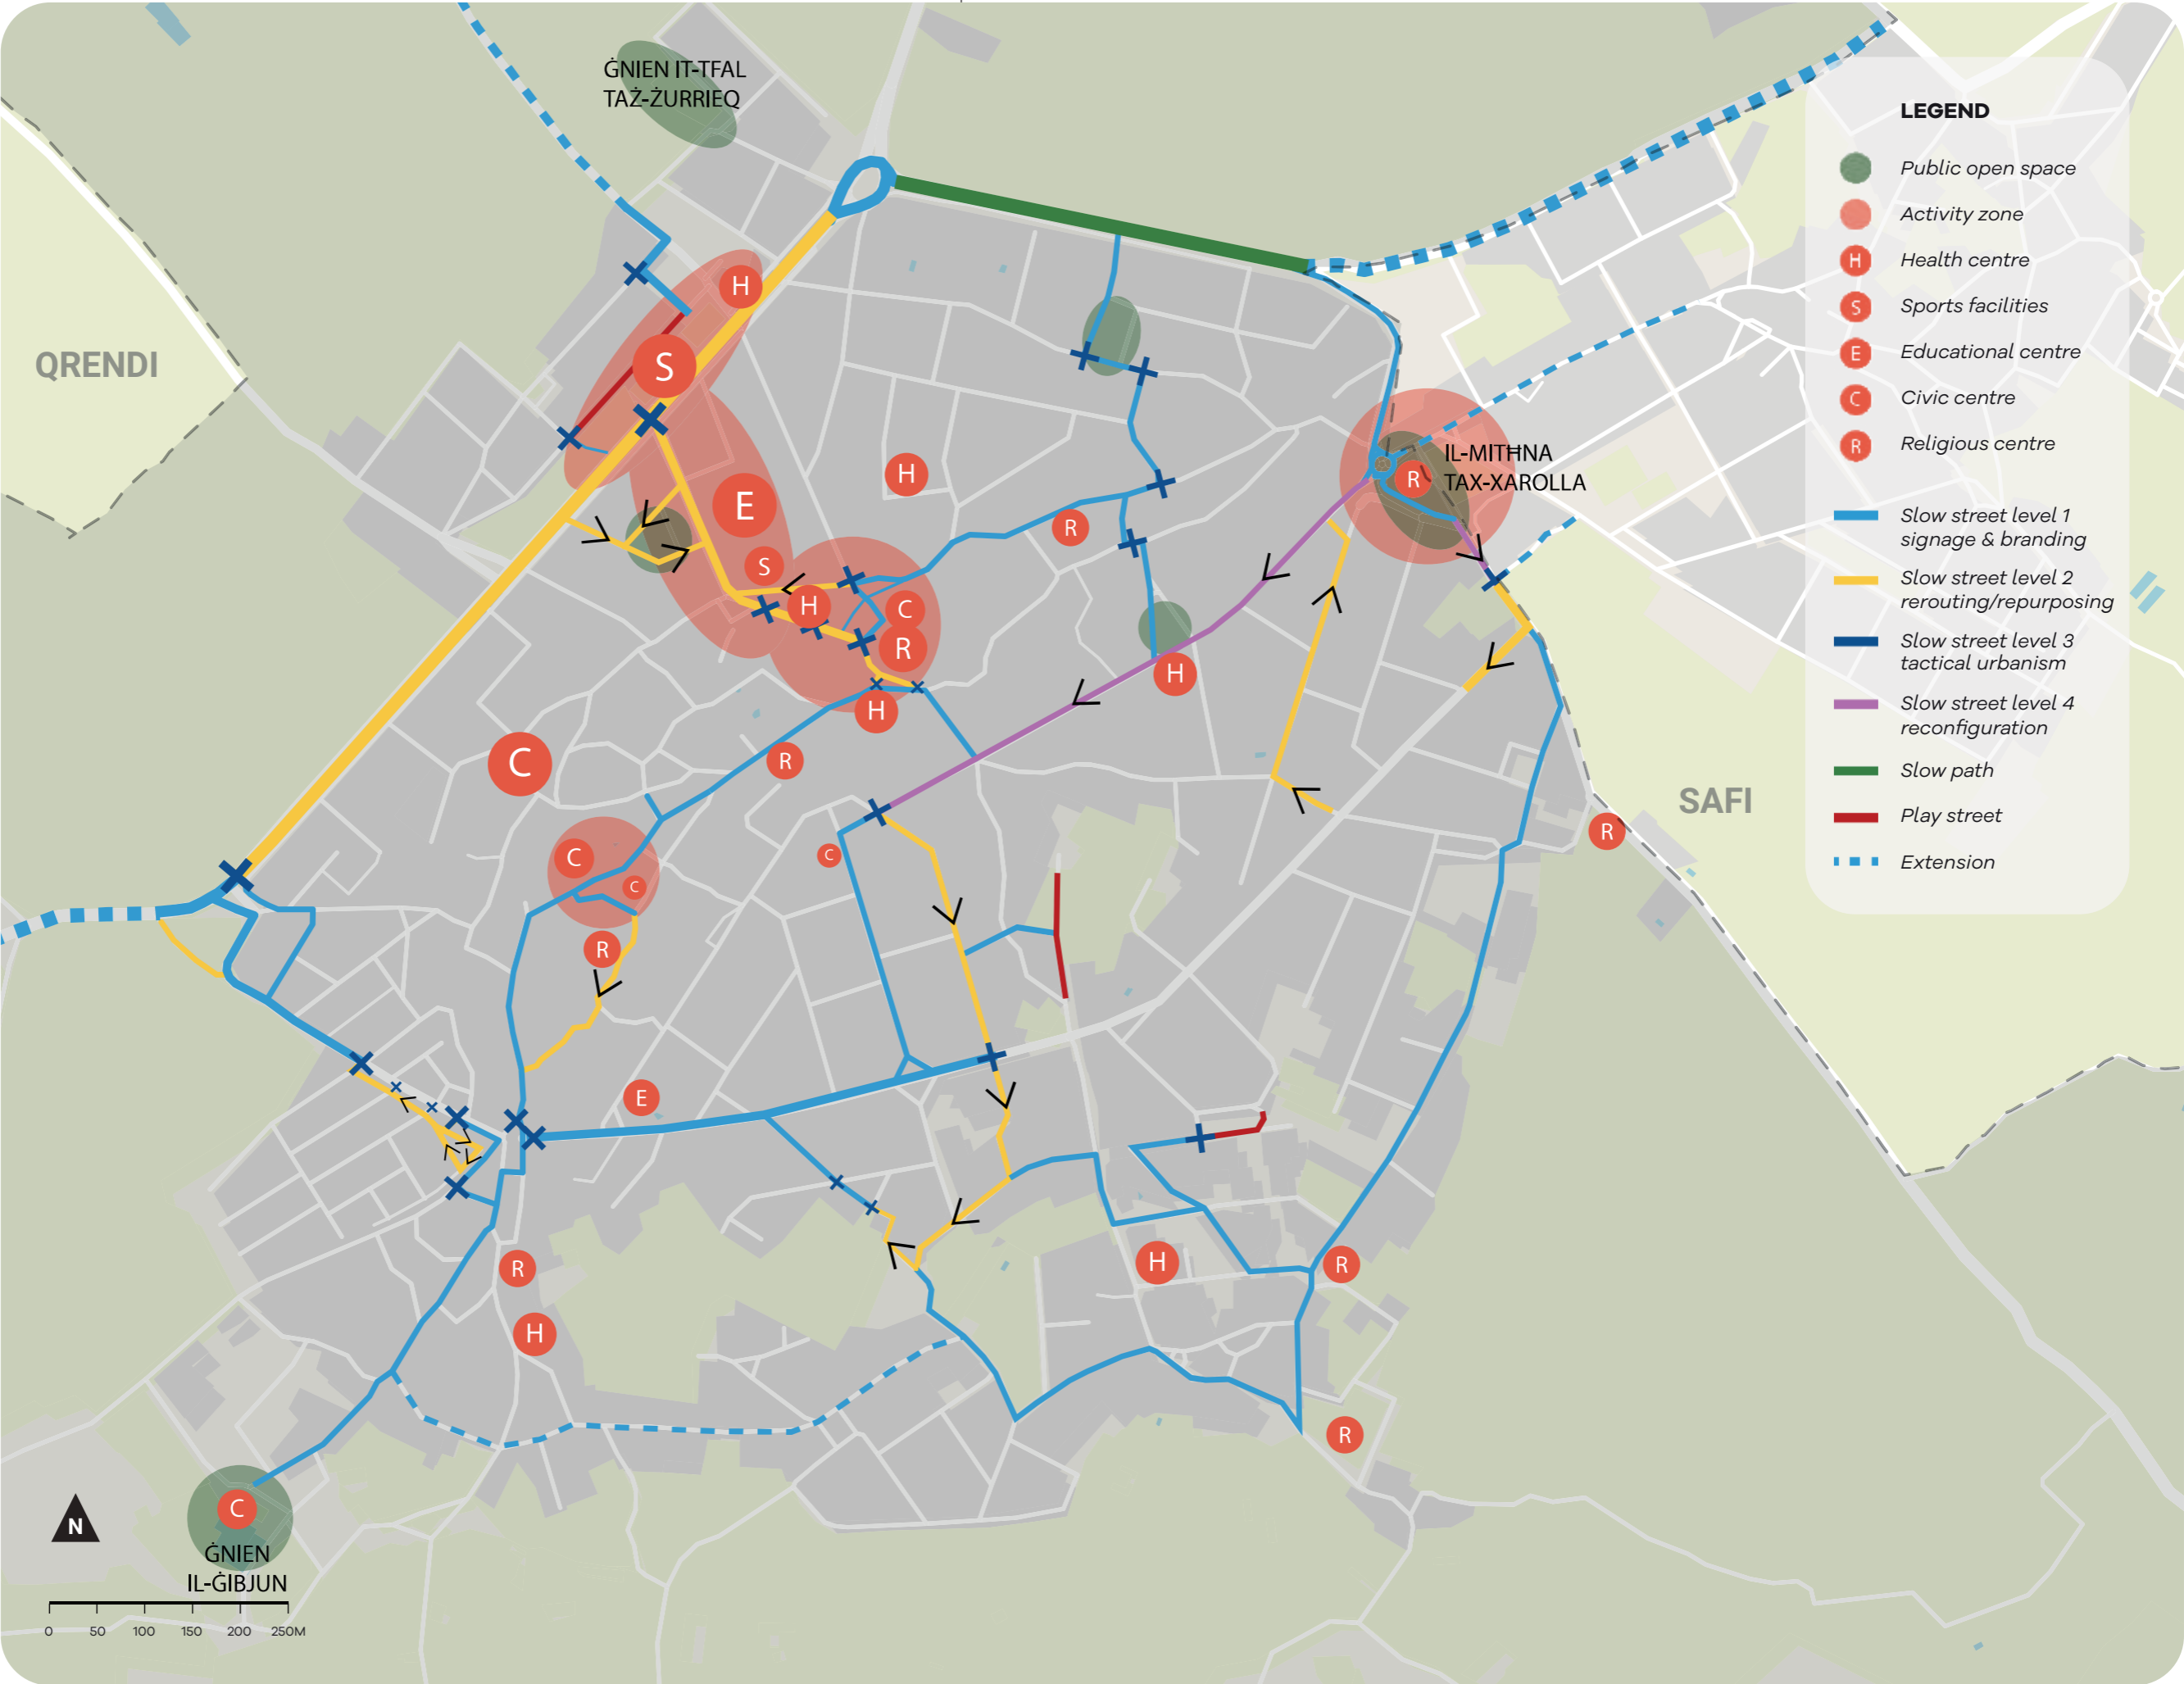 ĠNIEN IT-TFAL
TAŻ-ŻURRIEQ
H
S
QRENDI
E
H
S
R
H
C
R
H
H
R
IL-MITĦNA
TAX-XAROLLA
SAFI
R
C
R
C
C
C
R
E
R
H
H
R
R
C
ĠNIEN
IL-ĠIBJUN
N
0 50 100 150 200 250M
LEGEND
Public open space
Activity zone
H Health centre
S Sports facilities
E Educational centre
C Civic centre
R Religious centre
Slow street level 1
signage & branding
Slow street level 2
rerouting/repurposing
Slow street level 3
tactical urbanism
Slow street level 4
reconfiguration
Slow path
Play street
Extension